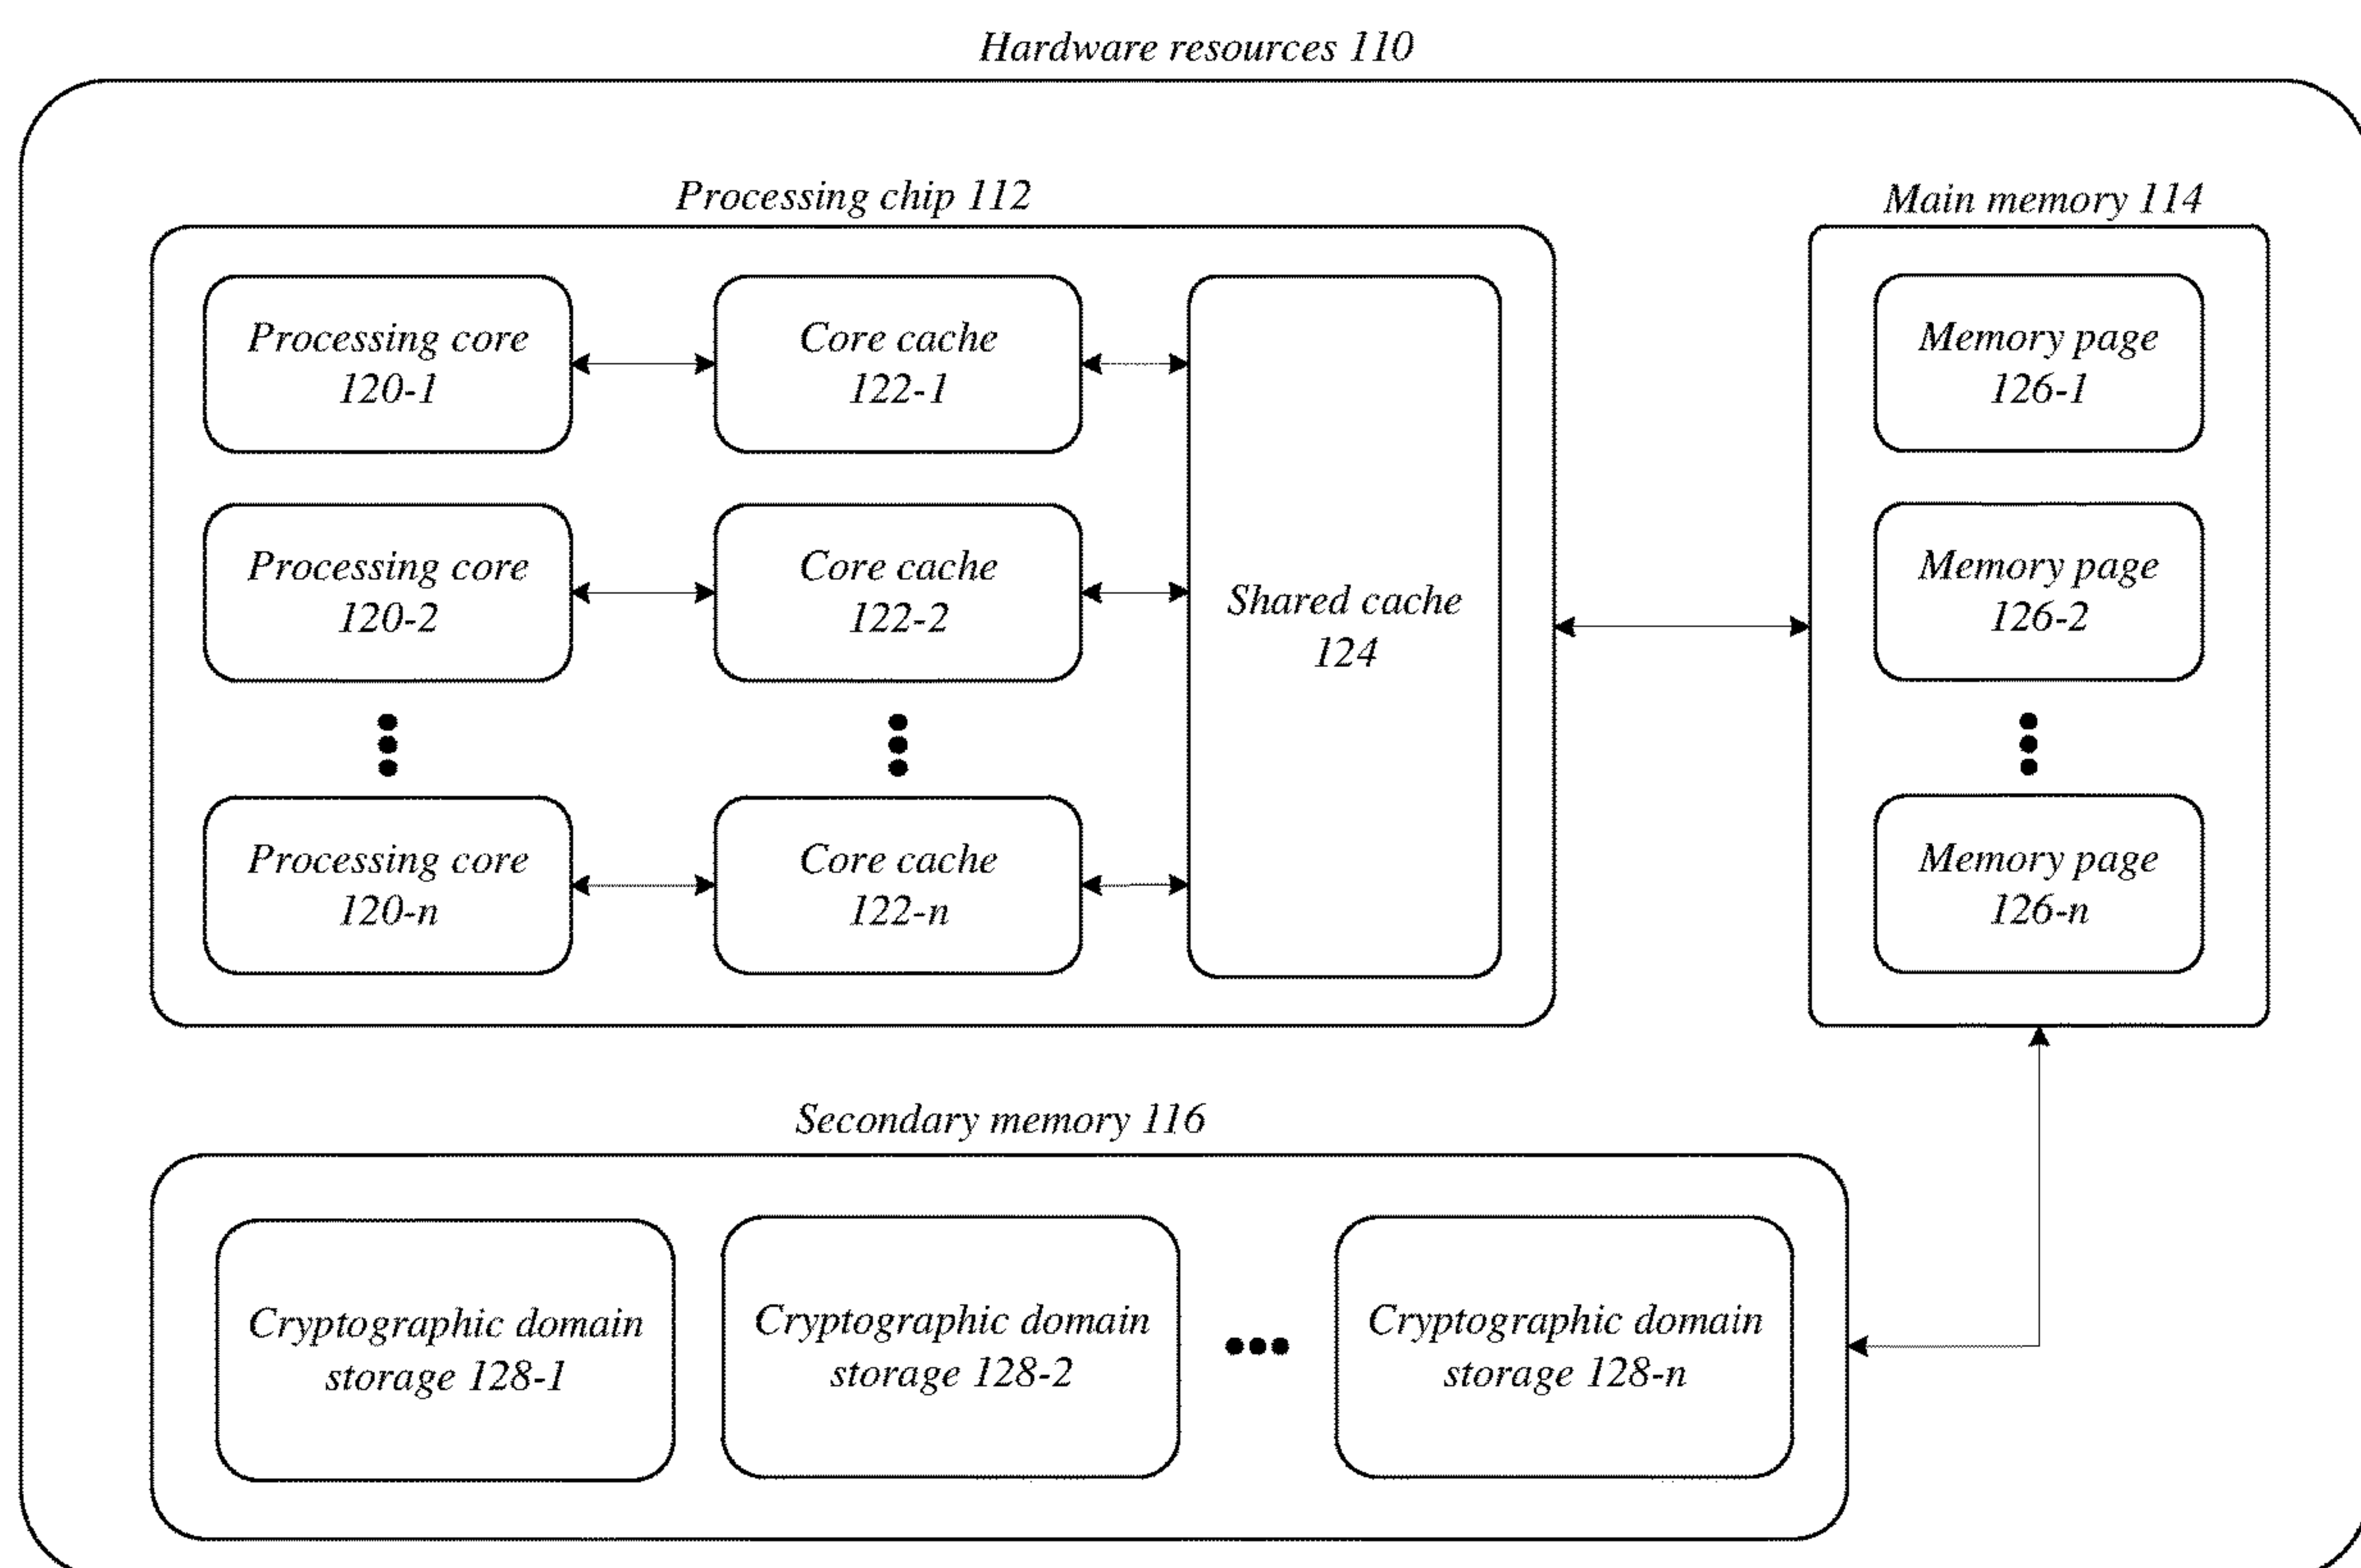 Hardware resources 110
Processing chip 112
Main memory 114
Processing core
120-1
Core cache
122-1
Memory page
126-1
Processing core
120-2
Core cache
122-2
Shared cache
124
Memory page
126-2
Processing core
120-n
Core cache
122-n
Memory page
126-n
Secondary memory 116
Cryptographic domain
storage 128-1
Cryptographic domain
storage 128-2
Cryptographic domain
storage 128-n